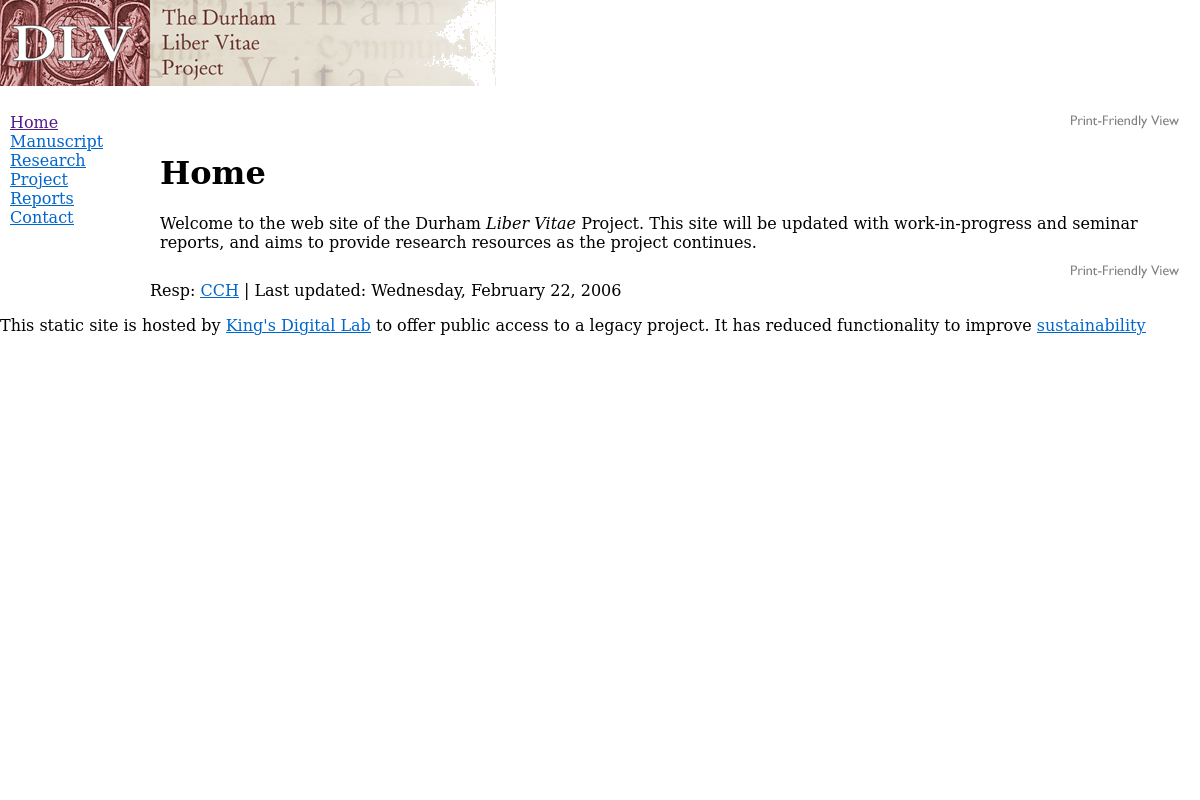 DLV
The Durham
Liber Vitae
Project
Home
Manuscript
Research
Project
Reports
Contact
Print-Friendly View
Home
Welcome to the web site of the Durham Liber Vitae Project. This site will be updated with work-in-progress and seminar
reports, and aims to provide research resources as the project continues.
Print-Friendly View
Resp: CCH | Last updated: Wednesday, February 22, 2006
This static site is hosted by King's Digital Lab to offer public access to a legacy project. It has reduced functionality to improve sustainability